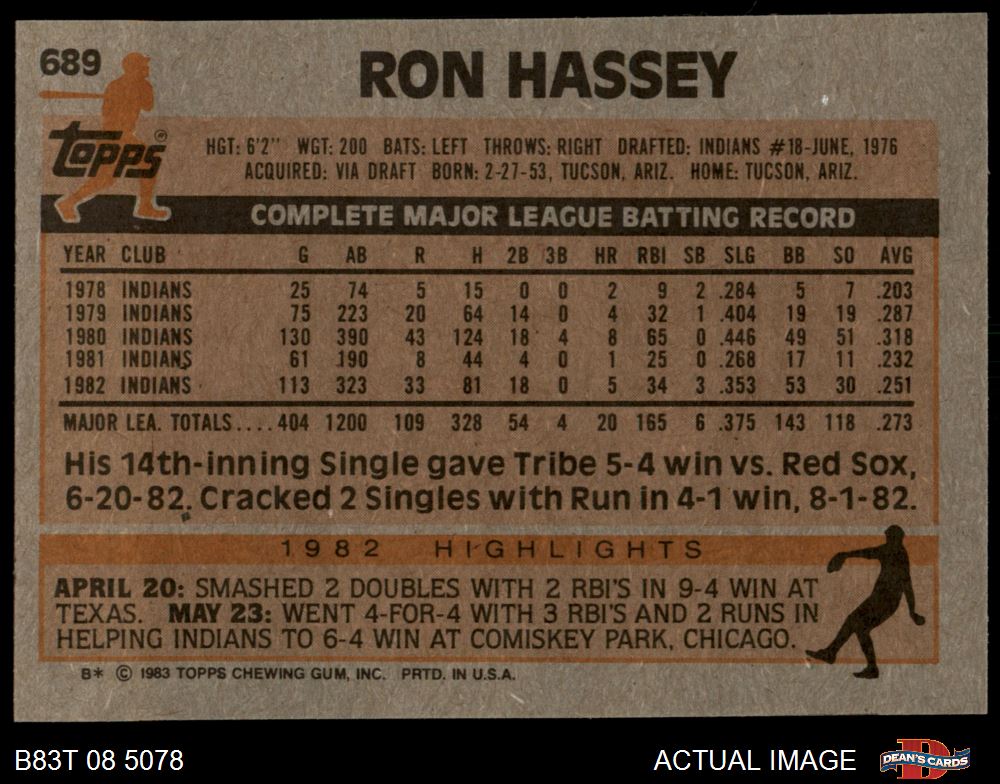 689
RON HASSEY
Topps®
HGT: 6'2" WGT: 200 BATS: LEFT THROWS: RIGHT DRAFTED: INDIANS #18-JUNE, 1976
ACQUIRED: VIA DRAFT BORN: 2-27-53, TUCSON, ARIZ. HOME: TUCSON, ARIZ.
COMPLETE MAJOR LEAGUE BATTING RECORD
YEAR CLUB G AB R H 2B 3B HR RBI SB SLG BB SO AVG
1978 INDIANS 25 74 5 15 0 0 2 9 2 .284 5 7 .203
1979 INDIANS 75 223 20 64 14 0 4 32 1 .404 19 19 .287
1980 INDIANS 130 390 43 124 18 4 8 65 0 .446 49 51 .318
1981 INDIANS 61 190 8 44 4 0 1 25 0 .268 17 11 .232
1982 INDIANS 113 323 33 81 18 0 5 34 3 .353 53 30 .251
MAJOR LEA. TOTALS.... 404 1200 109 328 54 4 20 165 6 .375 143 118 .273
His 14th-inning Single gave Tribe 5-4 win vs. Red Sox,
6-20-82. Cracked 2 Singles with Run in 4-1 win, 8-1-82.
1982 HIGHLIGHTS
APRIL 20: SMASHED 2 DOUBLES WITH 2 RBI'S IN 9-4 WIN AT
TEXAS. MAY 23: WENT 4-FOR-4 WITH 3 RBI'S AND 2 RUNS IN
HELPING INDIANS TO 6-4 WIN AT COMISKEY PARK, CHICAGO.
B* © 1983 TOPPS CHEWING GUM, INC. PRTD. IN U.S.A.
B83T 08 5078 ACTUAL IMAGE D DEAN'S CARDS